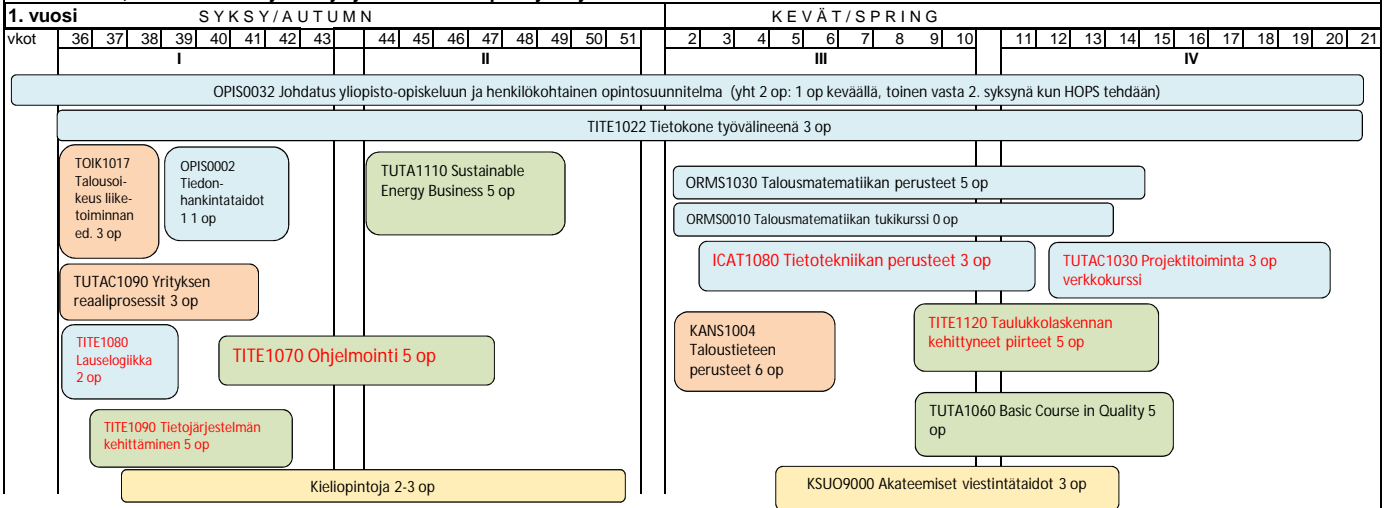 1. vuosi
S Y K S Y / A U T U M N
K E V Ä T / S P R I N G
vkot 36 37 38 39 40 41 42 43 44 45 46 47 48 49 50 51 2 3 4 5 6 7 8 9 10 11 12 13 14 15 16 17 18 19 20 21
I II III IV
OPIS0032 Johdatus yliopisto-opiskeluun ja henkilökohtainen opintosuunnitelma (yht 2 op: 1 op keväällä, toinen vasta 2. syksynä kun HOPS tehdään)
TITE1022 Tietokone työvälineenä 3 op
TOIK1017
Talousoi-
keus liike-
toiminnan
ed. 3 op
OPIS0002
Tiedon-
hankintataidot
1 1 op
TUTA1110 Sustainable
Energy Business 5 op
ORMS1030 Talousmatematiikan perusteet 5 op
ORMS0010 Talousmatematiikan tukikurssi 0 op
ICAT1080 Tietotekniikan perusteet 3 op
TUTAC1030 Projektitoiminta 3 op
verkkokurssi
TUTAC1090 Yrityksen
reaaliprosessit 3 op
TITE1080
Lauselogiikka
2 op
TITE1070 Ohjelmointi 5 op
KANS1004
Taloustieteen
perusteet 6 op
TITE1120 Taulukkolaskennan
kehittyneet piirteet 5 op
TITE1090 Tietojärjestelmän
kehittäminen 5 op
TUTA1060 Basic Course in Quality 5
op
Kieliopintoja 2-3 op
KSUO9000 Akateemiset viestintätaidot 3 op